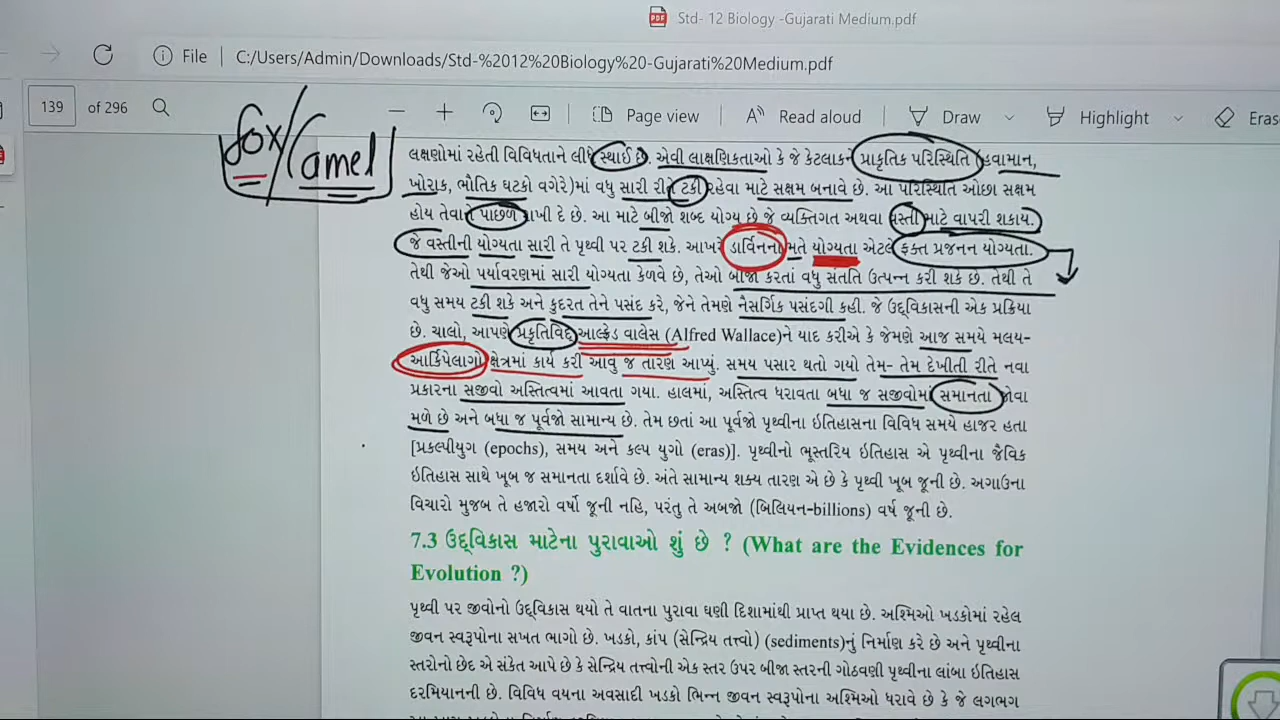 Std- 12 Biology -Gujarati Medium.pdf
File C:/Users/Admin/Downloads/Std-%2012%20Biology%20-Gujarati%20Medium.pdf
139 of 296 Page view Read aloud Draw Highlight Eras
fox/Camel
લક્ષણોમાં રહેતી વિવિધતાને લીધે સ્થાઈ છે. એવી લાક્ષણિકતાઓ કે જે કેટલાકને પ્રાકૃતિક પરિસ્થિતિ (હવામાન,
ખોરાક, ભૌતિક ઘટકો વગેરે)માં વધુ સારી રીતે ટકી રહેવા માટે સક્ષમ બનાવે છે. આ પરિસ્થિતિ ઓછા સક્ષમ
હોય તેવાને પાછળ રાખી દે છે. આ માટે બીજો શબ્દ યોગ્ય છે જે વ્યક્તિગત અથવા વસ્તી માટે વાપરી શકાય.
જે વસ્તીની યોગ્યતા સારી તે પૃથ્વી પર ટકી શકે. આખરે ડાર્વિનના મતે યોગ્યતા એટલે ફક્ત પ્રજનન યોગ્યતા.
તેથી જેઓ પર્યાવરણમાં સારી યોગ્યતા કેળવે છે, તેઓ બીજા કરતાં વધુ સંતતિ ઉત્પન્ન કરી શકે છે. તેથી તે
વધુ સમય ટકી શકે અને કુદરત તેને પસંદ કરે, જેને તેમણે નૈસર્ગિક પસંદગી કહી. જે ઉદ્‌વિકાસની એક પ્રક્રિયા
છે. ચાલો, આપણે પ્રકૃતિવિદ્ આલ્ફ્રેડ વાલેસ (Alfred Wallace)ને યાદ કરીએ કે જેમણે આજ સમયે મલય-
આર્કિપેલાગો ક્ષેત્રમાં કાર્ય કરી આવુ જ તારણ આપ્યું. સમય પસાર થતો ગયો તેમ- તેમ દેખીતી રીતે નવા
પ્રકારના સજીવો અસ્તિત્વમાં આવતા ગયા. હાલમાં, અસ્તિત્વ ધરાવતા બધા જ સજીવોમાં સમાનતા જોવા
મળે છે અને બધા જ પૂર્વજો સામાન્ય છે. તેમ છતાં આ પૂર્વજો પૃથ્વીના ઇતિહાસના વિવિધ સમયે હાજર હતા
[પ્રકલ્પીયુગ (epochs), સમય અને કલ્પ યુગો (eras)]. પૃથ્વીનો ભૂસ્તરિય ઇતિહાસ એ પૃથ્વીના જૈવિક
ઇતિહાસ સાથે ખૂબ જ સમાનતા દર્શાવે છે. અંતે સામાન્ય શક્ય તારણ એ છે કે પૃથ્વી ખૂબ જૂની છે. અગાઉના
વિચારો મુજબ તે હજારો વર્ષો જૂની નહિ, પરંતુ તે અબજો (બિલિયન-billions) વર્ષ જૂની છે.
7.3 ઉદ્‌વિકાસ માટેના પુરાવાઓ શું છે ? (What are the Evidences for
Evolution ?)
પૃથ્વી પર જીવોનો ઉદ્‌વિકાસ થયો તે વાતના પુરાવા ઘણી દિશામાંથી પ્રાપ્ત થયા છે. અશ્મિઓ ખડકોમાં રહેલ
જીવન સ્વરૂપોના સખત ભાગો છે. ખડકો, કાંપ (સેન્દ્રિય તત્ત્વો) (sediments)નું નિર્માણ કરે છે અને પૃથ્વીના
સ્તરોનો છેદ એ સંકેત આપે છે કે સેન્દ્રિય તત્ત્વોની એક સ્તર ઉપર બીજા સ્તરની ગોઠવણી પૃથ્વીના લાંબા ઇતિહાસ
દરમિયાનની છે. વિવિધ વયના અવસાદી ખડકો ભિન્ન જીવન સ્વરૂપોના અશ્મિઓ ધરાવે છે કે જે લગભગ